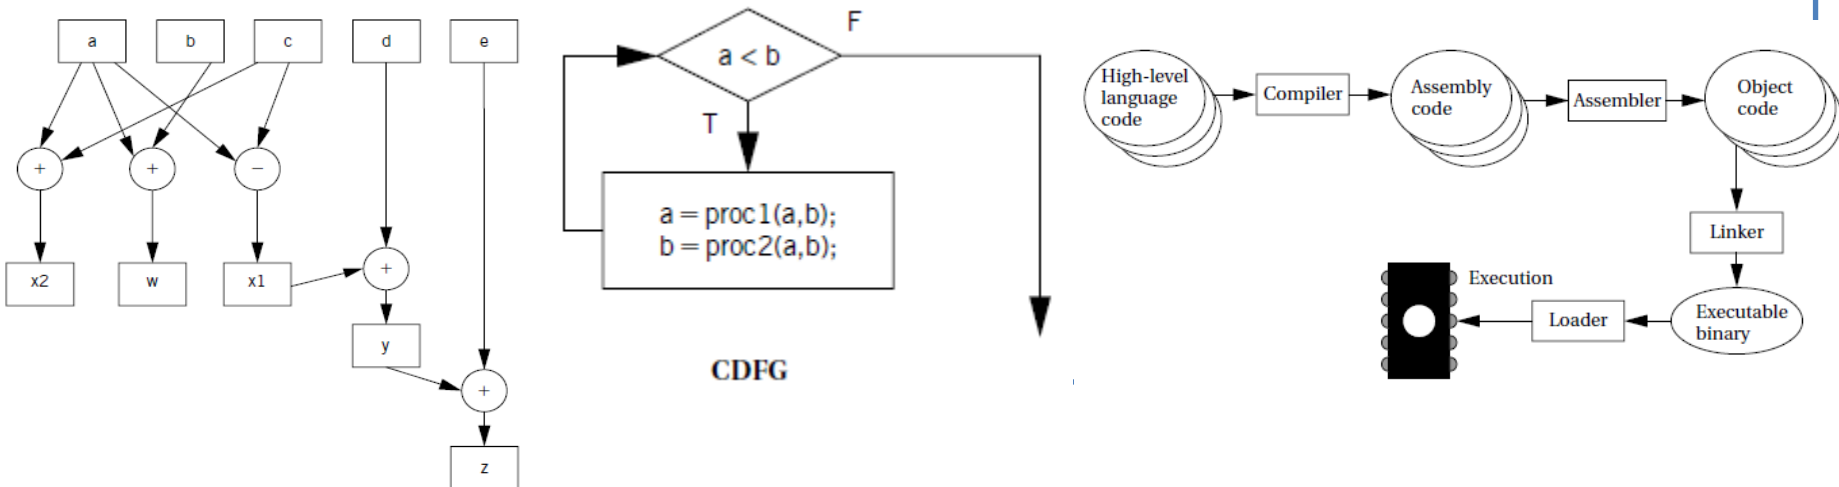 a
b
c
d
e
+
+
−
x2
w
x1
+
y
+
z
a < b
F
T
a = proc1(a,b);
b = proc2(a,b);
CDFG
High-level
language
code
Compiler
Assembly
code
Assembler
Object
code
Linker
Executable
binary
Loader
Execution